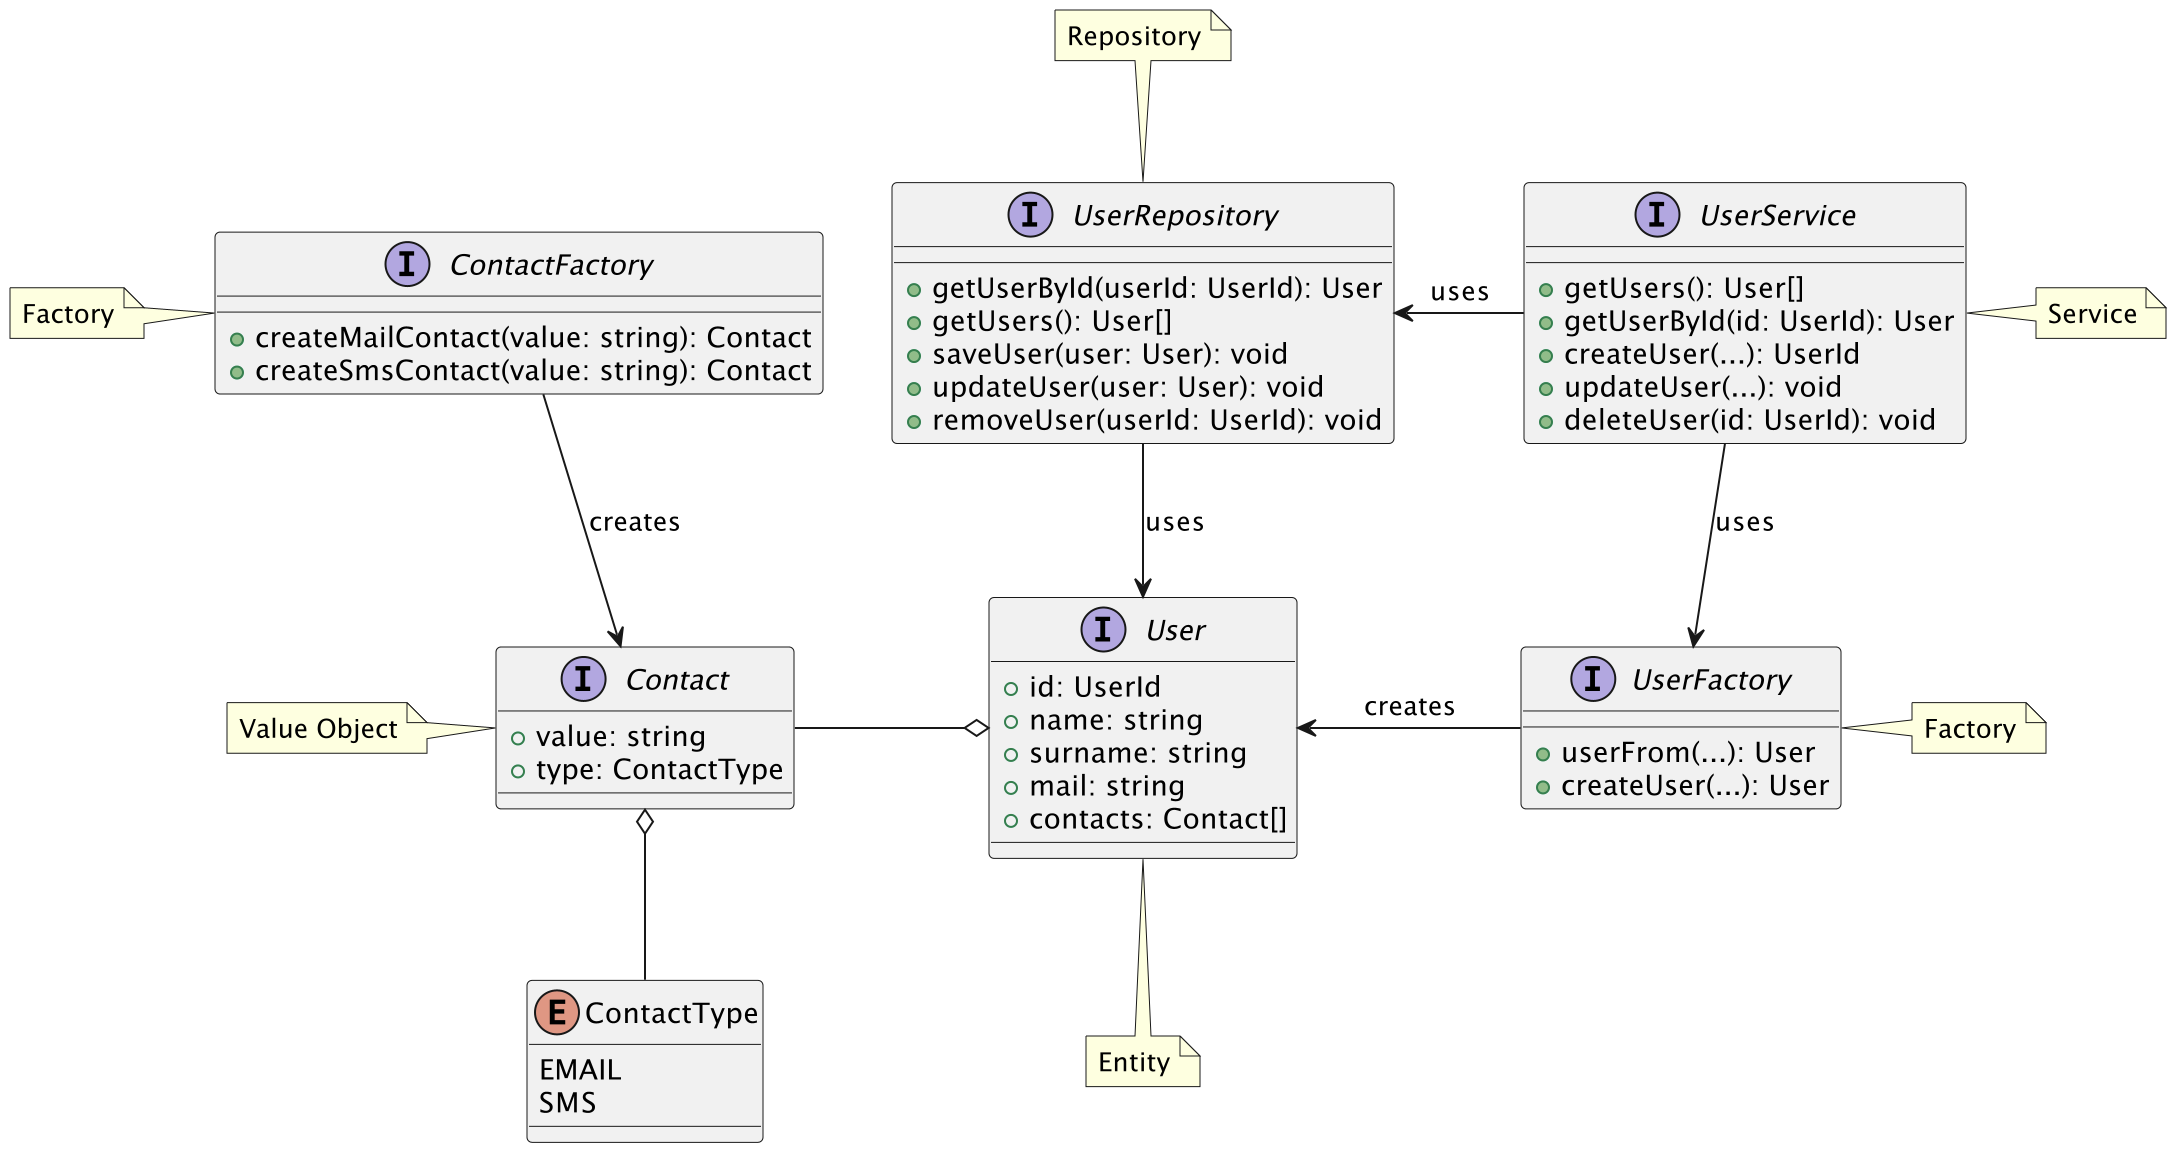 Repository
I UserRepository
getUserById(userId: UserId): User
getUsers(): User[]
saveUser(user: User): void
updateUser(user: User): void
removeUser(userId: UserId): void
I UserService
getUsers(): User[]
getUserById(id: UserId): User
createUser(...): UserId
updateUser(...): void
deleteUser(id: UserId): void
uses
Service
I ContactFactory
createMailContact(value: string): Contact
createSmsContact(value: string): Contact
Factory
creates
uses
uses
I Contact
value: string
type: ContactType
Value Object
I User
id: UserId
name: string
surname: string
mail: string
contacts: Contact[]
creates
I UserFactory
userFrom(...): User
createUser(...): User
Factory
E ContactType
EMAIL
SMS
Entity